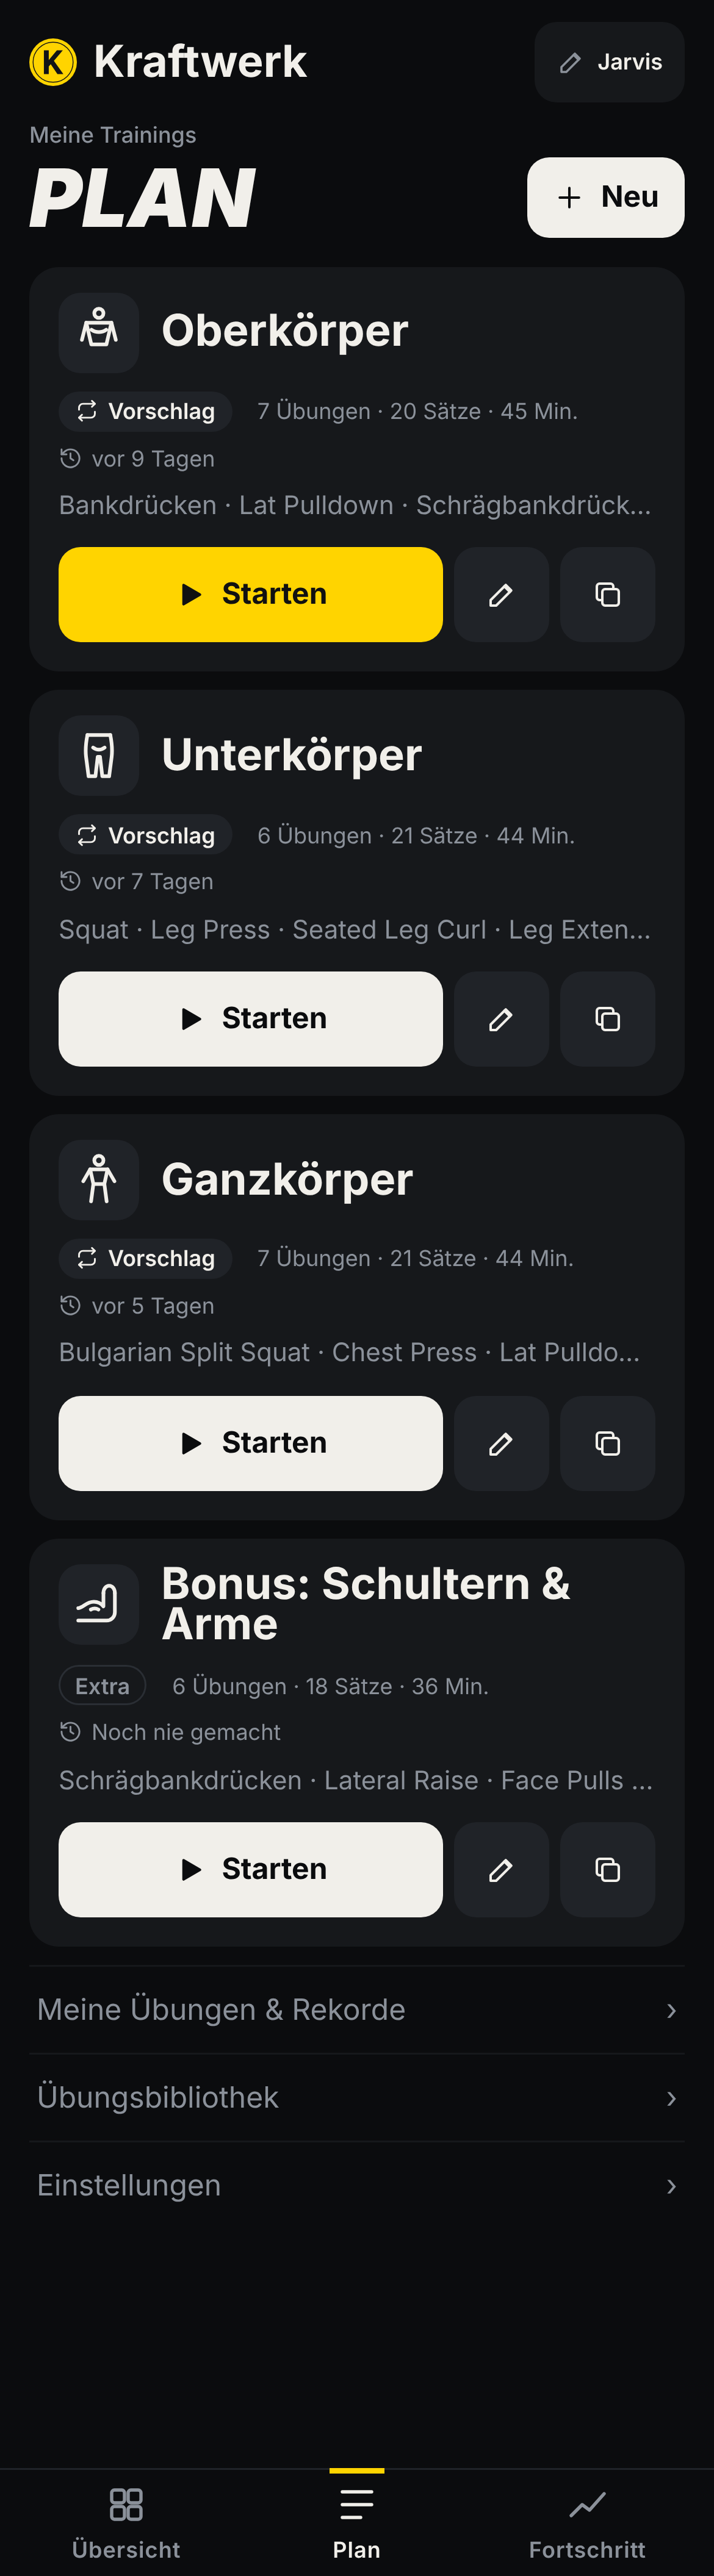 K Kraftwerk
Jarvis
Meine Trainings
PLAN
+ Neu
Oberkörper
Vorschlag 7 Übungen · 20 Sätze · 45 Min.
vor 9 Tagen
Bankdrücken · Lat Pulldown · Schrägbankdrück...
Starten
Unterkörper
Vorschlag 6 Übungen · 21 Sätze · 44 Min.
vor 7 Tagen
Squat · Leg Press · Seated Leg Curl · Leg Exten...
Starten
Ganzkörper
Vorschlag 7 Übungen · 21 Sätze · 44 Min.
vor 5 Tagen
Bulgarian Split Squat · Chest Press · Lat Pulldo...
Starten
Bonus: Schultern &
Arme
Extra 6 Übungen · 18 Sätze · 36 Min.
Noch nie gemacht
Schrägbankdrücken · Lateral Raise · Face Pulls ...
Starten
Meine Übungen & Rekorde ›
Übungsbibliothek ›
Einstellungen ›
Übersicht Plan Fortschritt